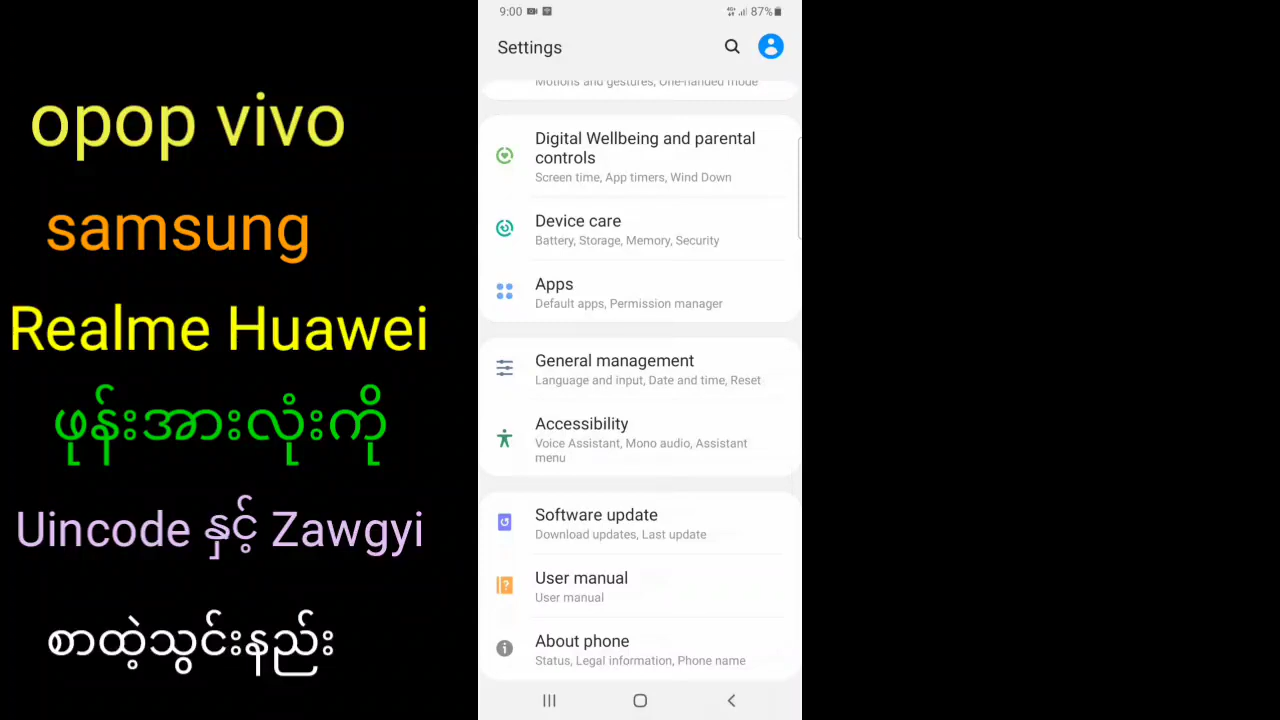 opop vivo
samsung
Realme Huawei
ဖုန်းအားလုံးကို
Uincode နှင့် Zawgyi
စာထဲ့သွင်းနည်း
9:00
87%
Settings
Motions and gestures, One-handed mode
Digital Wellbeing and parental
controls
Screen time, App timers, Wind Down
Device care
Battery, Storage, Memory, Security
Apps
Default apps, Permission manager
General management
Language and input, Date and time, Reset
Accessibility
Voice Assistant, Mono audio, Assistant
menu
Software update
Download updates, Last update
User manual
User manual
About phone
Status, Legal information, Phone name